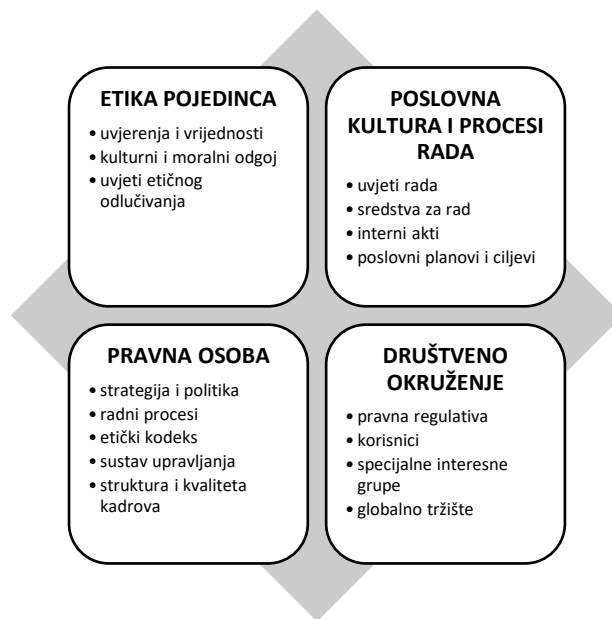 ETIKA POJEDINCA
• uvjerenja i vrijednosti
• kulturni i moralni odgoj
• uvjeti etičnog
odlučivanja
POSLOVNA
KULTURA I PROCESI
RADA
• uvjeti rada
• sredstva za rad
• interni akti
• poslovni planovi i ciljevi
PRAVNA OSOBA
• strategija i politika
• radni procesi
• etički kodeks
• sustav upravljanja
• struktura i kvaliteta
kadrova
DRUŠTVENO
OKRUŽENJE
• pravna regulativa
• korisnici
• specijalne interesne
grupe
• globalno tržište